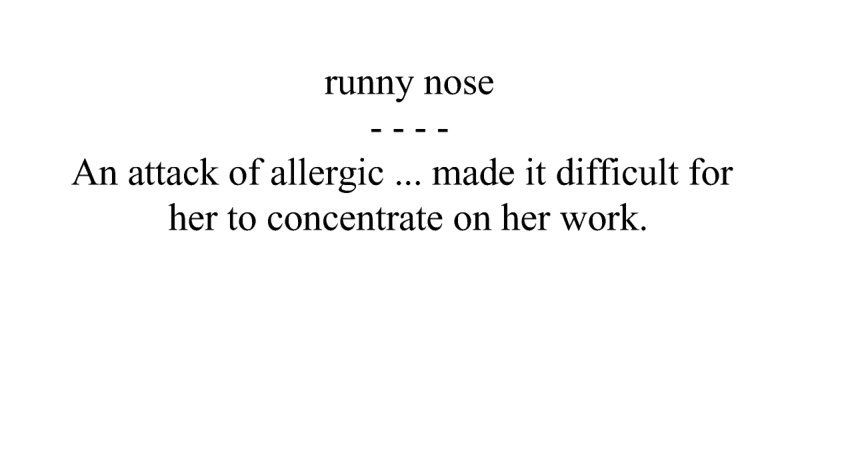 runny nose
- - - -
An attack of allergic ... made it difficult for
her to concentrate on her work.